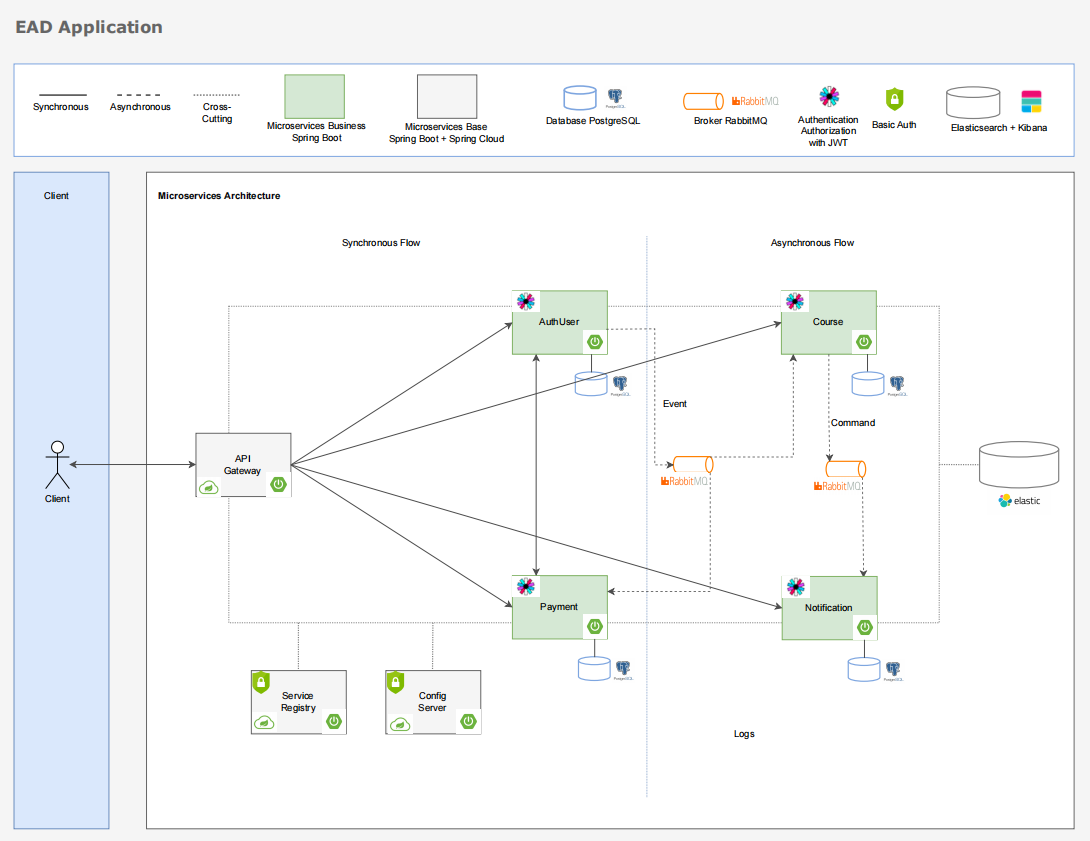 EAD Application
Synchronous
Asynchronous
Cross-
Cutting
Microservices Business
Spring Boot
Microservices Base
Spring Boot + Spring Cloud
PostgreSQL
Database PostgreSQL
RabbitMQ
Broker RabbitMQ
Authentication
Authorization
with JWT
Basic Auth
Elasticsearch + Kibana
Client
Microservices Architecture
Synchronous Flow
Asynchronous Flow
AuthUser
Course
PostgreSQL
PostgreSQL
Event
Command
API
Gateway
Client
RabbitMQ
RabbitMQ
elastic
Payment
Notification
PostgreSQL
PostgreSQL
Service
Registry
Config
Server
Logs